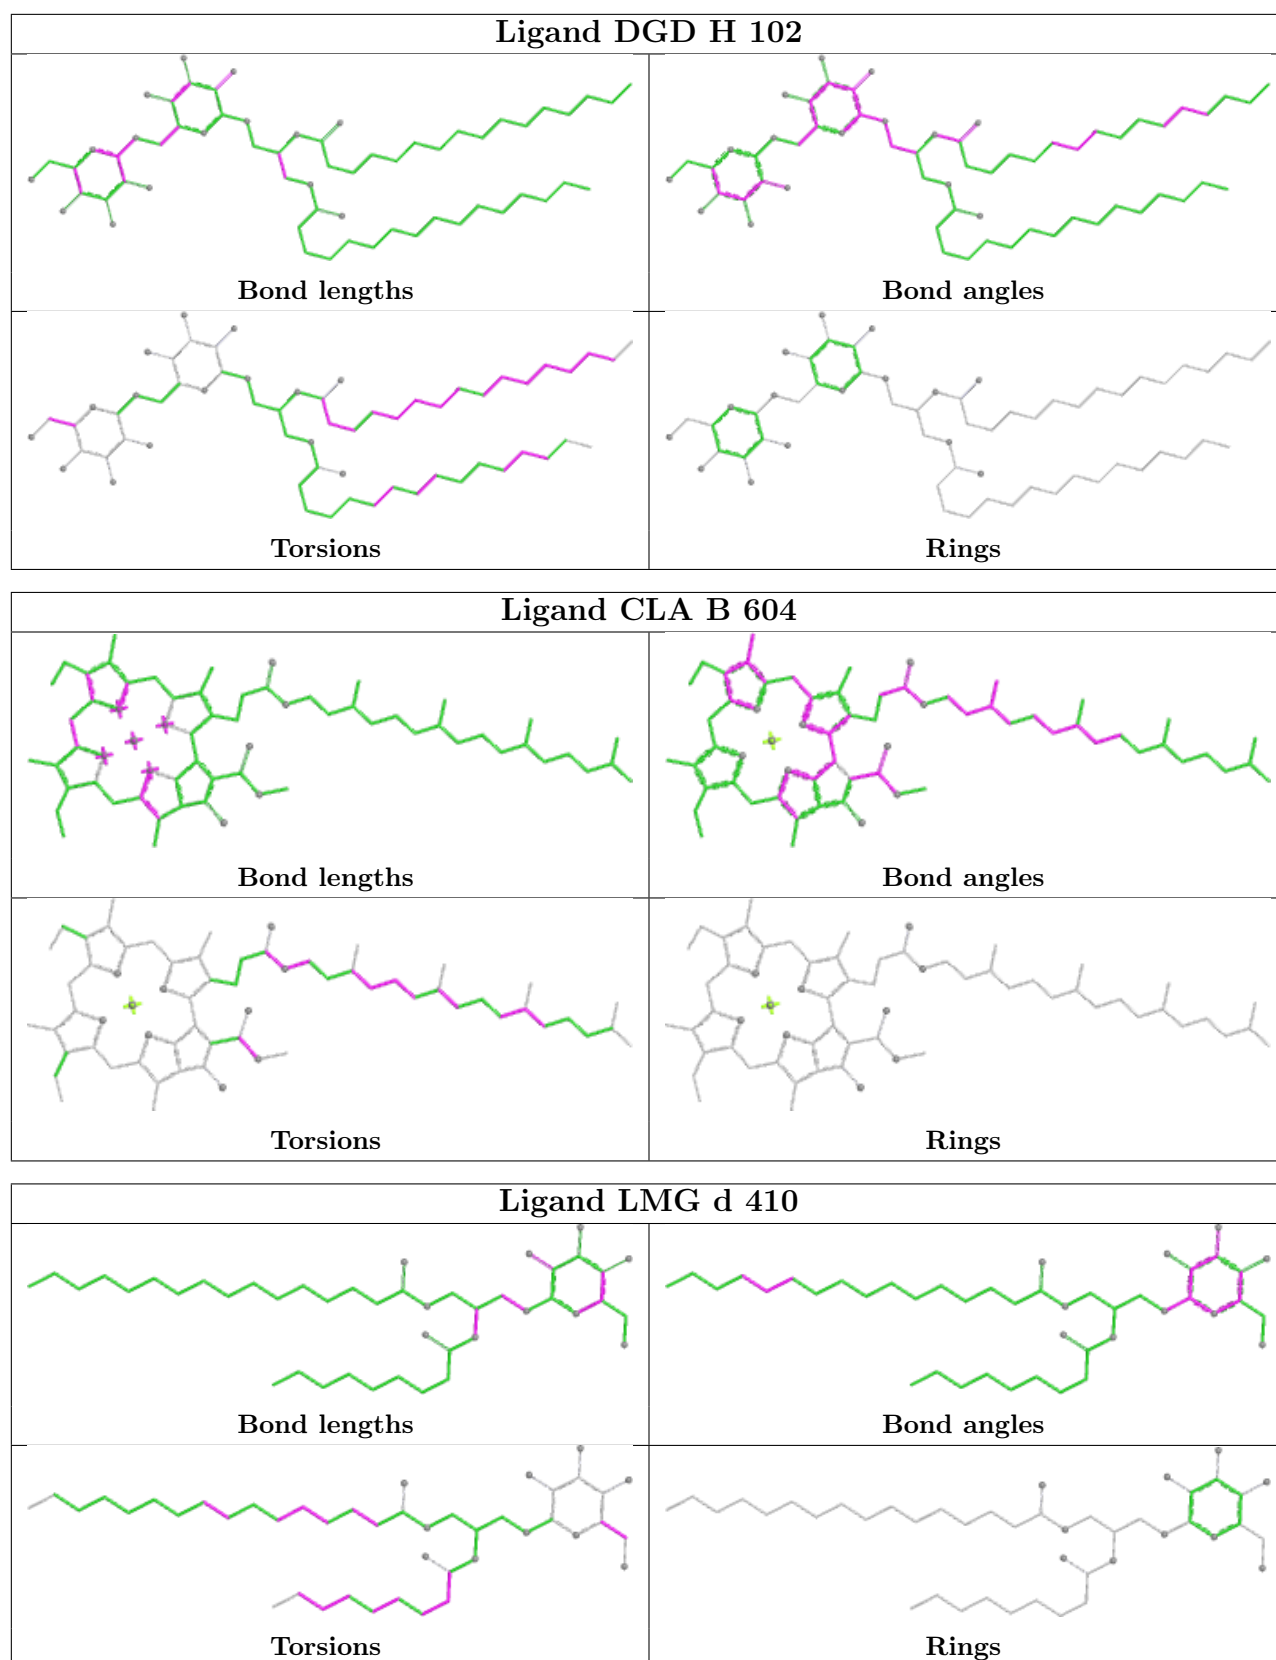 Ligand DGD H 102
Bond lengths
Bond angles
Torsions
Rings
Ligand CLA B 604
Bond lengths
Bond angles
Torsions
Rings
Ligand LMG d 410
Bond lengths
Bond angles
Torsions
Rings